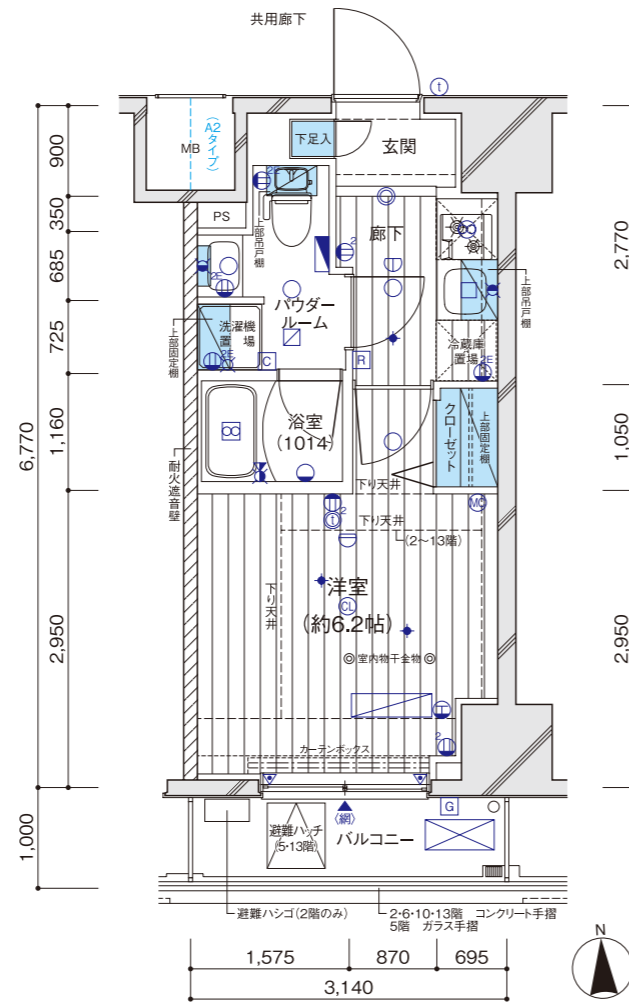 共用廊下
t
MB
(A2
タイプ)
下足入
玄関
900
350
685
725
1,160
6,770
2,950
1,000
2,770
1,050
2,950
PS
2E
上部吊戸棚
2
廊下
2E
パウダー
ルーム
洗濯機
置場
2E
上部固定棚
C
R
上部吊戸棚
冷蔵庫
置場
2E
浴室
(1014)
クローゼット
上部固定棚
耐火遮音壁
下り天井
MC
2
t
下り天井
(2〜13階)
下り天井
洋室
(約6.2帖)
CL
室内物干金物
2
カーテンボックス
避難ハッチ
(5・13階)
〈網〉
バルコニー
G
避難ハシゴ(2階のみ)
2・6・10・13階 コンクリート手摺
5階 ガラス手摺
1,575
870
695
3,140
N